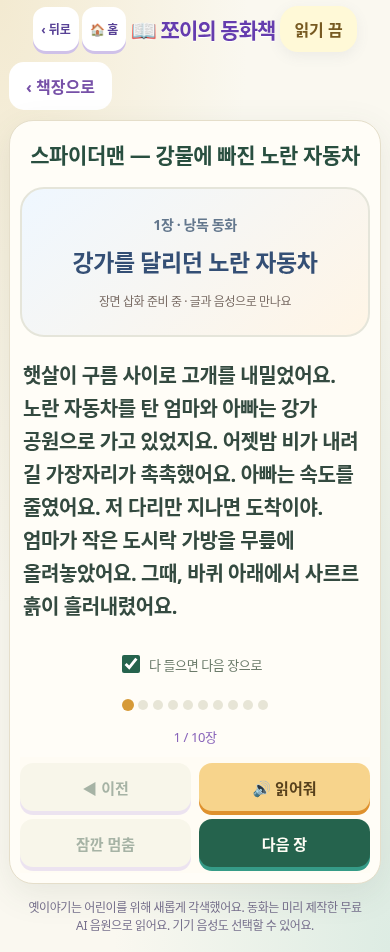 ‹ 뒤로
🏠 홈
📖 쪼이의 동화책
읽기 끔
‹ 책장으로
스파이더맨 — 강물에 빠진 노란 자동차
1장 · 낭독 동화
강가를 달리던 노란 자동차
장면 삽화 준비 중 · 글과 음성으로 만나요
햇살이 구름 사이로 고개를 내밀었어요.
노란 자동차를 탄 엄마와 아빠는 강가
공원으로 가고 있었지요. 어젯밤 비가 내려
길 가장자리가 촉촉했어요. 아빠는 속도를
줄였어요. 저 다리만 지나면 도착이야.
엄마가 작은 도시락 가방을 무릎에
올려놓았어요. 그때, 바퀴 아래에서 사르르
흙이 흘러내렸어요.
다 들으면 다음 장으로
1 / 10장
◀ 이전
🔊 읽어줘
잠깐 멈춤
다음 장
옛이야기는 어린이를 위해 새롭게 각색했어요. 동화는 미리 제작한 무료
AI 음원으로 읽어요. 기기 음성도 선택할 수 있어요.